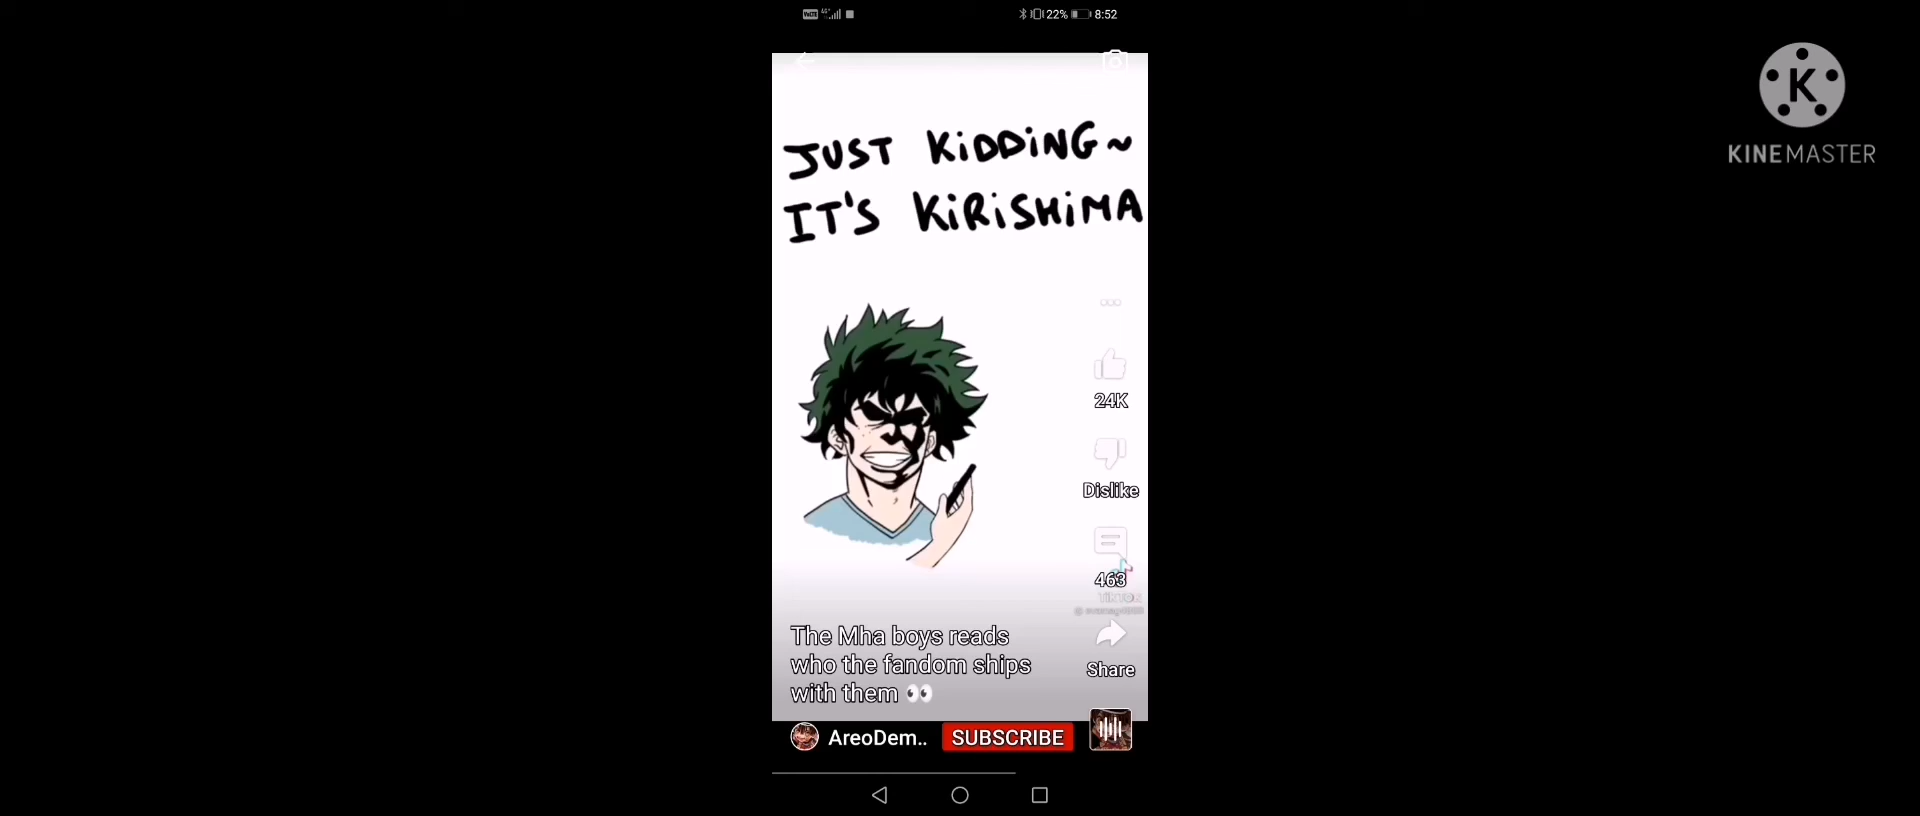 22% 8:52
JUST KiDDiNG~
IT'S KiRiSHiMA
24K
Dislike
463
TikTok
Share
The Mha boys reads
who the fandom ships
with them 👀
AreoDem..
SUBSCRIBE
K
KINEMASTER